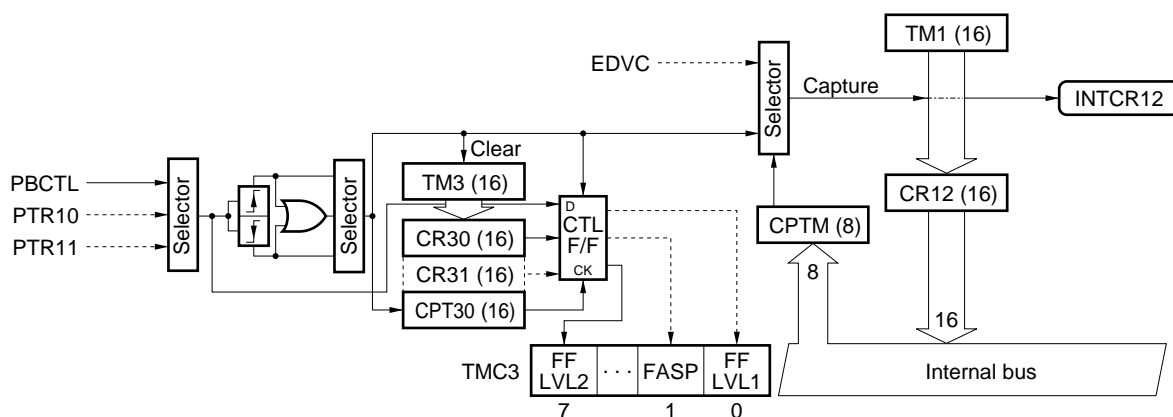 TM1 (16)
EDVC
Selector
Capture
INTCR12
Clear
PBCTL
PTR10
PTR11
Selector
Selector
TM3 (16)
CR30 (16)
CR31 (16)
CPT30 (16)
D
CTL
F/F
CK
CPTM (8)
CR12 (16)
8
16
TMC3
FF
LVL2
· · ·
FASP
FF
LVL1
7
1
0
Internal bus